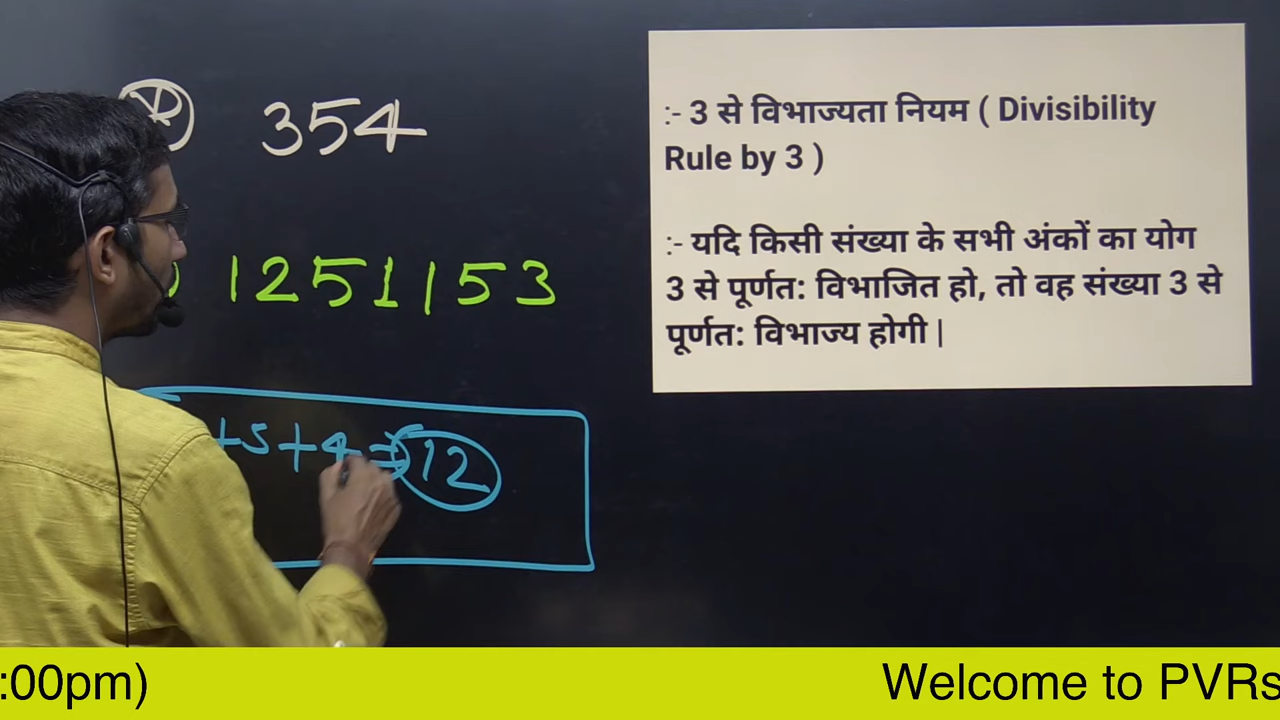 354
:- 3 से विभाज्यता नियम ( Divisibility
Rule by 3 )
1251153
:- यदि किसी संख्या के सभी अंकों का योग
3 से पूर्णत: विभाजित हो, तो वह संख्या 3 से
पूर्णत: विभाज्य होगी |
+5+4=12
:00pm)
Welcome to PVRs